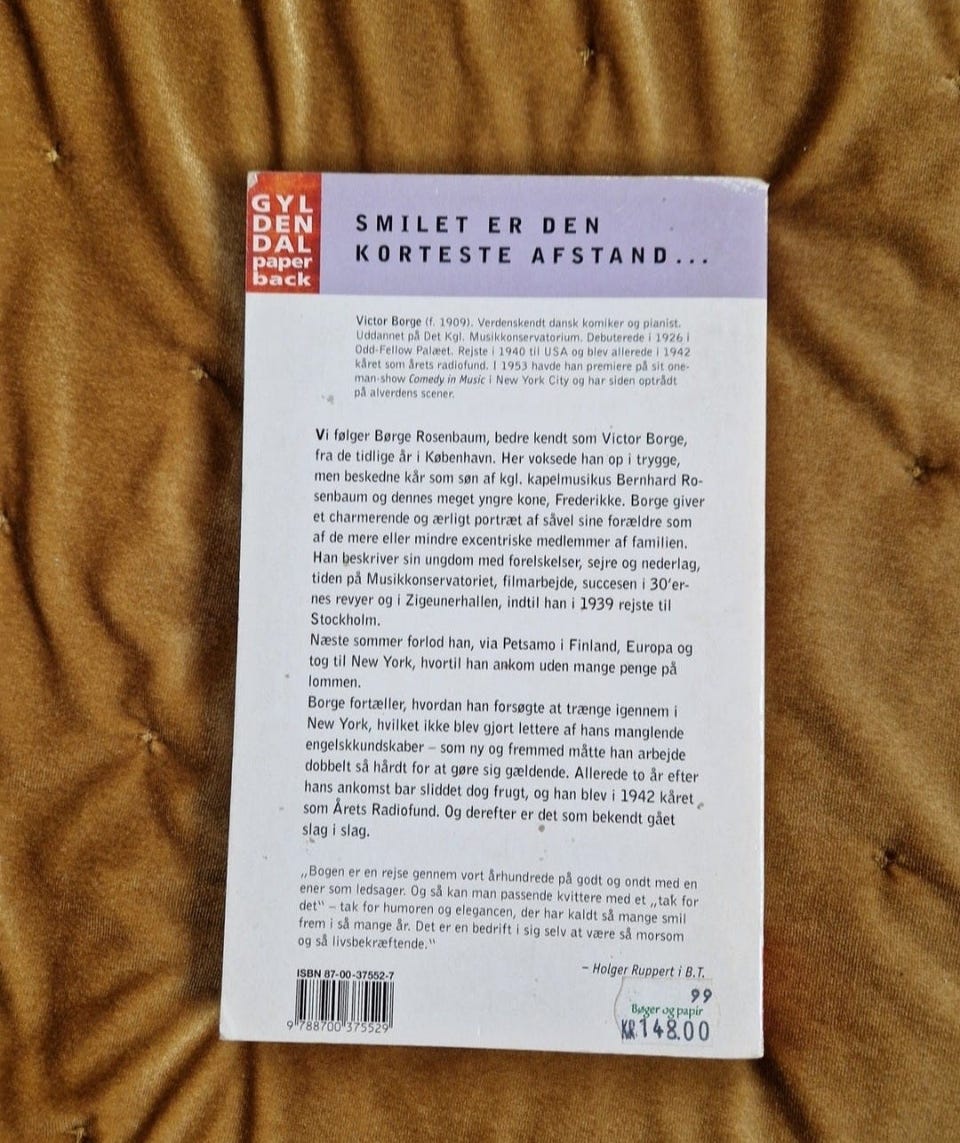 GYL
DEN
DAL
paper
back
SMILET ER DEN
KORTESTE AFSTAND...
Victor Borge (f. 1909). Verdenskendt dansk komiker og pianist.
Uddannet på Det Kgl. Musikkonservatorium. Debuterede i 1926 i
Odd-Fellow Palæet. Rejste i 1940 til USA og blev allerede i 1942
kåret som årets radiofund. I 1953 havde han premiere på sit one-
man-show Comedy in Music i New York City og har siden optrådt
på alverdens scener.
Vi følger Børge Rosenbaum, bedre kendt som Victor Borge,
fra de tidlige år i København. Her voksede han op i trygge,
men beskedne kår som søn af kgl. kapelmusikus Bernhard Ro-
senbaum og dennes meget yngre kone, Frederikke. Borge giver
et charmerende og ærligt portræt af såvel sine forældre som
af de mere eller mindre excentriske medlemmer af familien.
Han beskriver sin ungdom med forelskelser, sejre og nederlag,
tiden på Musikkonservatoriet, filmarbejde, succesen i 30'er-
nes revyer og i Zigeunerhallen, indtil han i 1939 rejste til
Stockholm.
Næste sommer forlod han, via Petsamo i Finland, Europa og
tog til New York, hvortil han ankom uden mange penge på
lommen.
Borge fortæller, hvordan han forsøgte at trænge igennem i
New York, hvilket ikke blev gjort lettere af hans manglende
engelskkundskaber – som ny og fremmed måtte han arbejde
dobbelt så hårdt for at gøre sig gældende. Allerede to år efter
hans ankomst bar sliddet dog frugt, og han blev i 1942 kåret
som Årets Radiofund. Og derefter er det som bekendt gået
slag i slag.
„Bogen er en rejse gennem vort århundrede på godt og ondt med en
ener som ledsager. Og så kan man passende kvittere med et „tak for
det“ – tak for humoren og elegancen, der har kaldt så mange smil
frem i så mange år. Det er en bedrift i sig selv at være så morsom
og så livsbekræftende.“
– Holger Ruppert i B.T.
ISBN 87-00-37552-7
9 788700 375529
99
Bøger og papir
KR.148.00